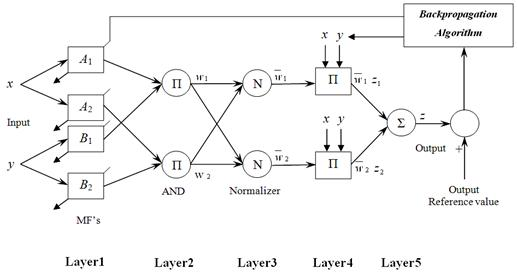 Backpropagation
Algorithm
x y
A₁
Π w₁ N w̅₁ Π w̅₁ z₁
x
A₂
Input
x y
Σ z
B₁
Output +
y
Π w₂ N w̅₂ Π w̅₂ z₂
B₂
AND Normalizer
Output
Reference value
MF's
Layer1 Layer2 Layer3 Layer4 Layer5